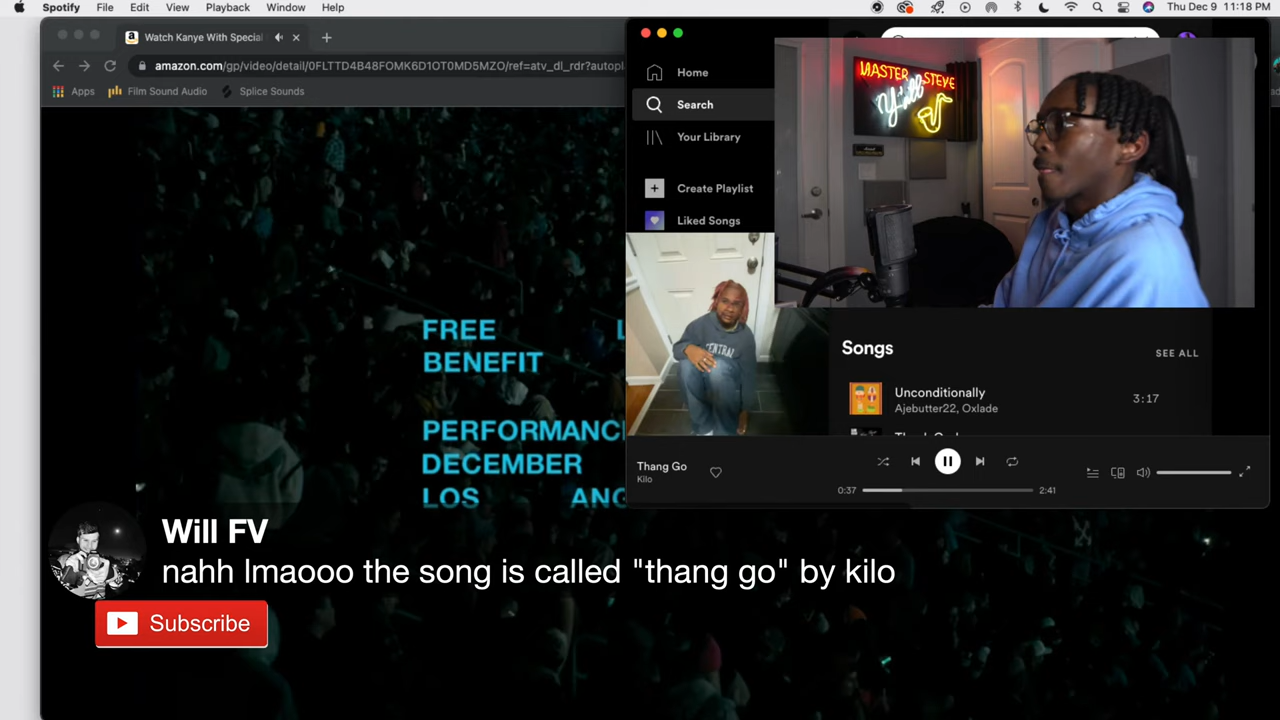 Spotify File Edit View Playback Window Help Thu Dec 9 11:18 PM
Watch Kanye With Special
amazon.com/gp/video/detail/0FLTTD4B48FOMK6D1OT0MD5MZO/ref=atv_dl_rdr?autopl
Apps Film Sound Audio Splice Sounds
Home
Search
Your Library
Create Playlist
Liked Songs
MASTER STEVE
y'all
CENTRAL
FREE
BENEFIT
PERFORMANC
DECEMBER
LOS ANG
Songs
SEE ALL
Unconditionally
Ajebutter22, Oxlade
3:17
Thang Go
Kilo
0:37
2:41
Will FV
nahh lmaooo the song is called "thang go" by kilo
Subscribe